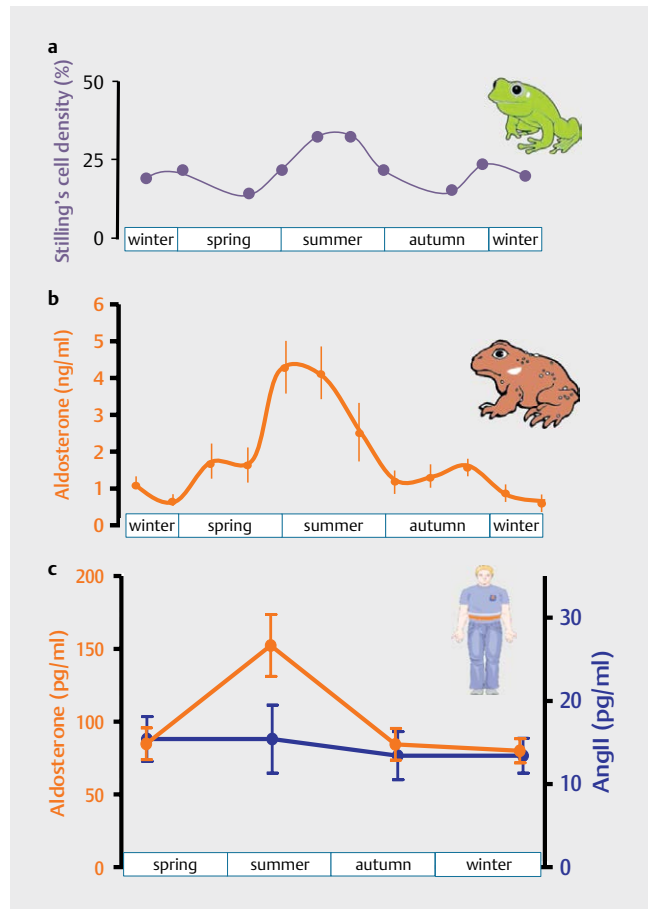 a
Stilling's cell density (%)
50
25
0
winter spring summer autumn winter
b
Aldosterone (ng/ml)
6
5
4
3
2
1
0
winter spring summer autumn winter
c
Aldosterone (pg/ml)
200
150
100
50
0
AngII (pg/ml)
30
20
10
0
spring summer autumn winter